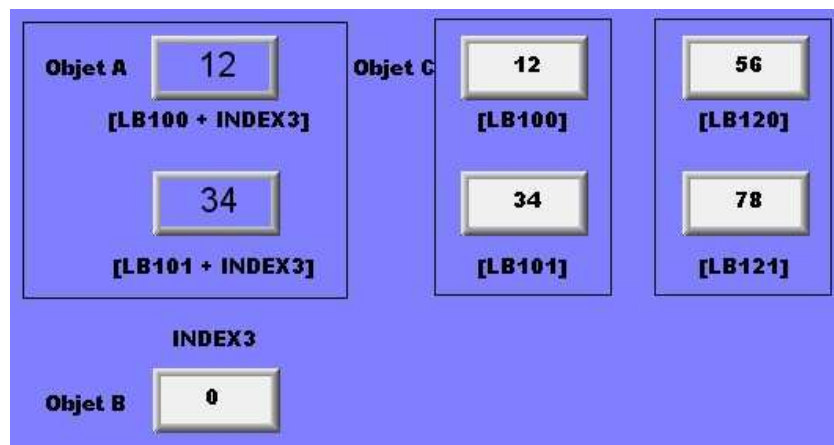 Objet A 12 Objet C 12 56
[LB100 + INDEX3] [LB100] [LB120]
34 34 78
[LB101 + INDEX3] [LB101] [LB121]
INDEX3
Objet B 0